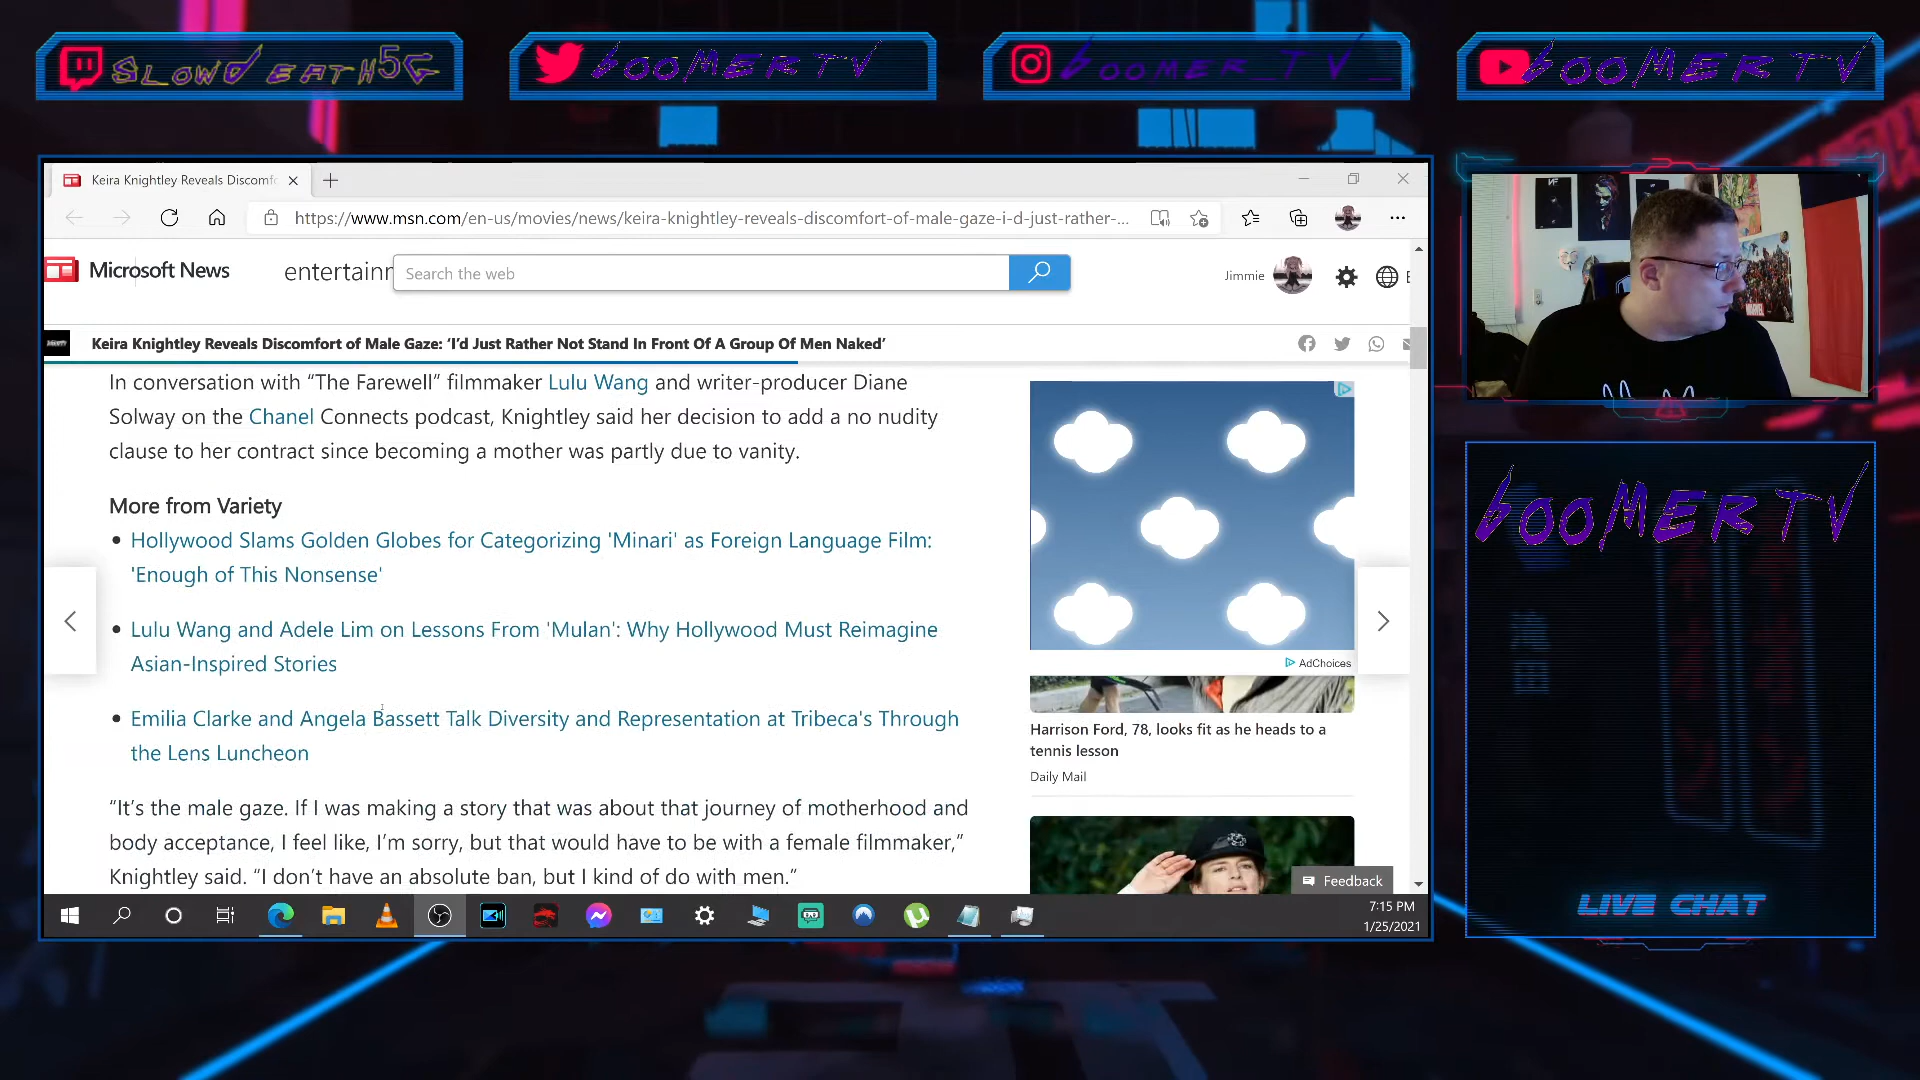 SLOWDEATH5G
BOOMERTV
BOOMER_TV_
BOOMERTV
Keira Knightley Reveals Discomf
https://www.msn.com/en-us/movies/news/keira-knightley-reveals-discomfort-of-male-gaze-i-d-just-rather-...
Microsoft News
entertainr
Search the web
Jimmie
Keira Knightley Reveals Discomfort of Male Gaze: ‘I’d Just Rather Not Stand In Front Of A Group Of Men Naked’
In conversation with “The Farewell” filmmaker Lulu Wang and writer-producer Diane
Solway on the Chanel Connects podcast, Knightley said her decision to add a no nudity
clause to her contract since becoming a mother was partly due to vanity.
More from Variety
Hollywood Slams Golden Globes for Categorizing 'Minari' as Foreign Language Film:
'Enough of This Nonsense'
Lulu Wang and Adele Lim on Lessons From 'Mulan': Why Hollywood Must Reimagine
Asian-Inspired Stories
Emilia Clarke and Angela Bassett Talk Diversity and Representation at Tribeca's Through
the Lens Luncheon
“It’s the male gaze. If I was making a story that was about that journey of motherhood and
body acceptance, I feel like, I’m sorry, but that would have to be with a female filmmaker,”
Knightley said. “I don’t have an absolute ban, but I kind of do with men.”
AdChoices
Harrison Ford, 78, looks fit as he heads to a
tennis lesson
Daily Mail
Feedback
7:15 PM
1/25/2021
MARVEL
BOOMERTV
LIVE CHAT